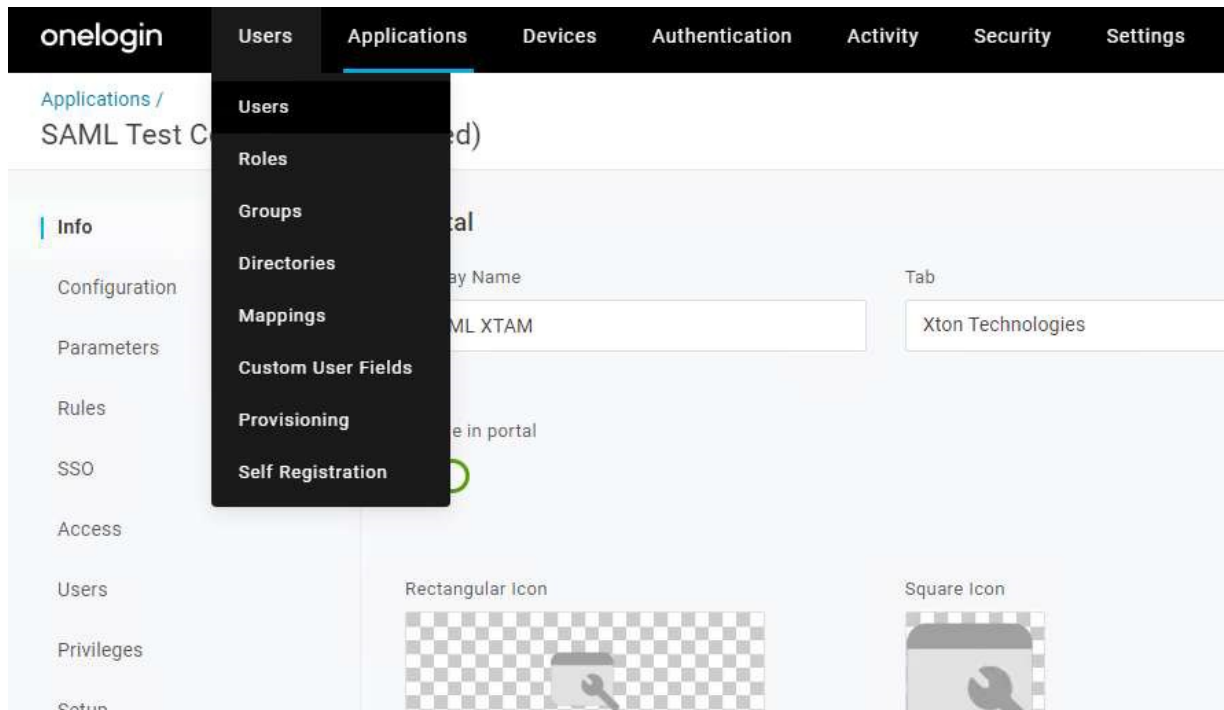 onelogin Users Applications Devices Authentication Activity Security Settings
Applications /
SAML Test C ed)
Users
Roles
Groups
Directories
Mappings
Custom User Fields
Provisioning
Self Registration
Info
Configuration
Parameters
Rules
SSO
Access
Users
Privileges
Setup
tal
ay Name
Tab
ML XTAM
Xton Technologies
e in portal
Rectangular Icon
Square Icon